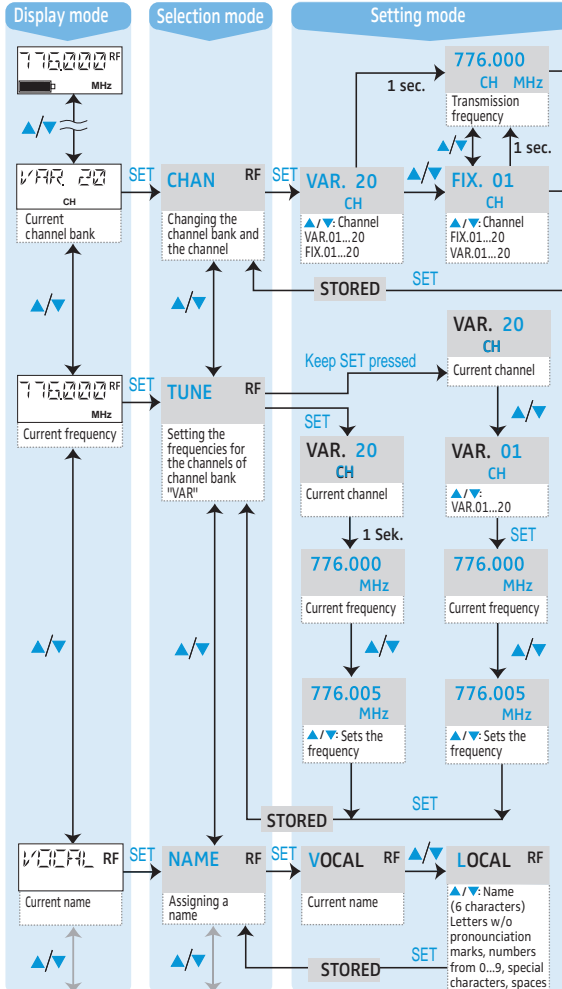 Display mode
Selection mode
Setting mode
776.000 RF
MHz
▲/▼
1 sec.
776.000
CH MHz
Transmission
frequency
▲/▼
1 sec.
VAR. 20
CH
Current
channel bank
SET
CHAN RF
Changing the
channel bank and
the channel
SET
VAR. 20
CH
▲/▼: Channel
VAR.01...20
FIX.01...20
▲/▼
FIX. 01
CH
▲/▼: Channel
FIX.01...20
VAR.01...20
STORED
SET
▲/▼
▲/▼
776.000 RF
MHz
Current frequency
SET
TUNE RF
Setting the
frequencies for
the channels of
channel bank
"VAR"
Keep SET pressed
VAR. 20
CH
Current channel
▲/▼
SET
VAR. 20
CH
Current channel
VAR. 01
CH
▲/▼:
VAR.01...20
1 Sek.
SET
776.000
MHz
Current frequency
776.000
MHz
Current frequency
▲/▼
▲/▼
▲/▼
▲/▼
776.005
MHz
▲/▼: Sets the
frequency
776.005
MHz
▲/▼: Sets the
frequency
STORED
SET
VOCAL RF
Current name
SET
NAME RF
Assigning a
name
SET
VOCAL RF
Current name
▲/▼
LOCAL RF
▲/▼: Name
(6 characters)
Letters w/o
pronounciation
marks, numbers
from 0...9, special
characters, spaces
STORED
SET
▲/▼
▲/▼